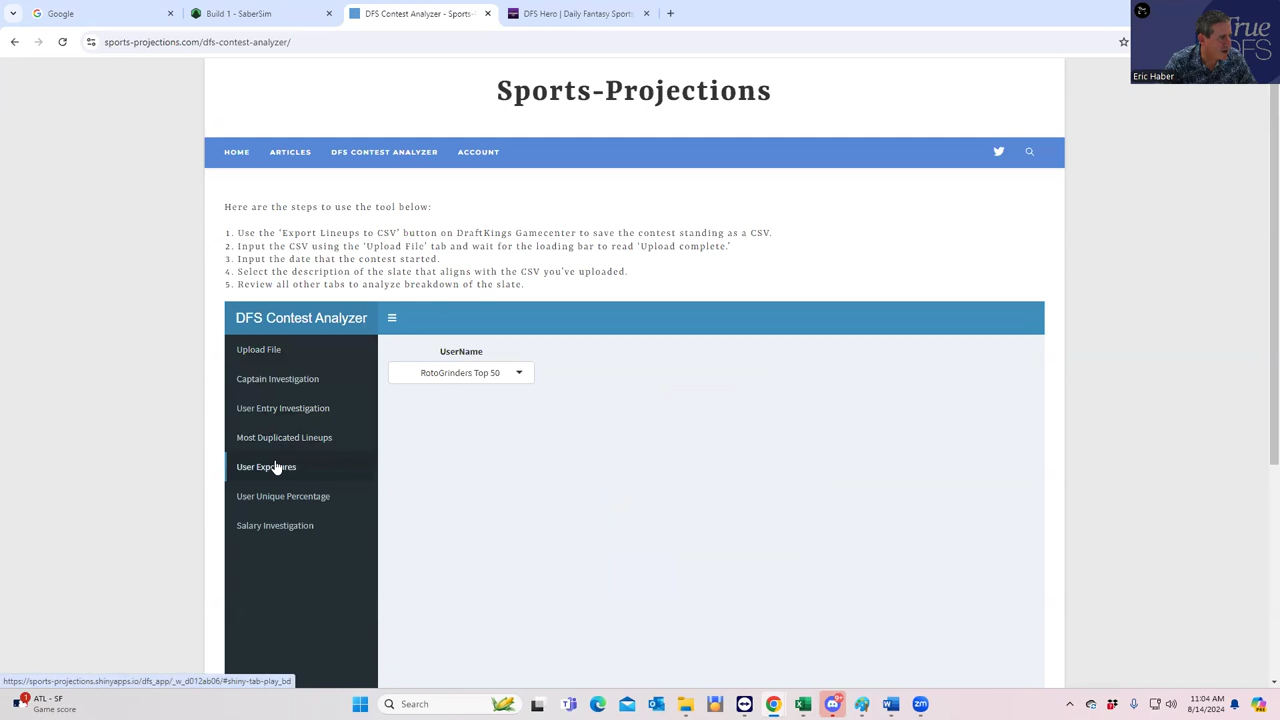 Google
Build 1 - SaberSim
DFS Contest Analyzer - Sports-
DFS Hero | Daily Fantasy Sports
sports-projections.com/dfs-contest-analyzer/
True
DFS
Eric Haber
Sports-Projections
HOME ARTICLES DFS CONTEST ANALYZER ACCOUNT
Here are the steps to use the tool below:
1. Use the ‘Export Lineups to CSV’ button on DraftKings Gamecenter to save the contest standing as a CSV.
2. Input the CSV using the ‘Upload File’ tab and wait for the loading bar to read ‘Upload complete.’
3. Input the date that the contest started.
4. Select the description of the slate that aligns with the CSV you’ve uploaded.
5. Review all other tabs to analyze breakdown of the slate.
DFS Contest Analyzer
Upload File
Captain Investigation
User Entry Investigation
Most Duplicated Lineups
User Exposures
User Unique Percentage
Salary Investigation
UserName
RotoGrinders Top 50
https://sports-projections.shinyapps.io/dfs_app/_w_d012ab06/#shiny-tab-play_bd
1
ATL - SF
Game score
Search
zm
11:04 AM
8/14/2024